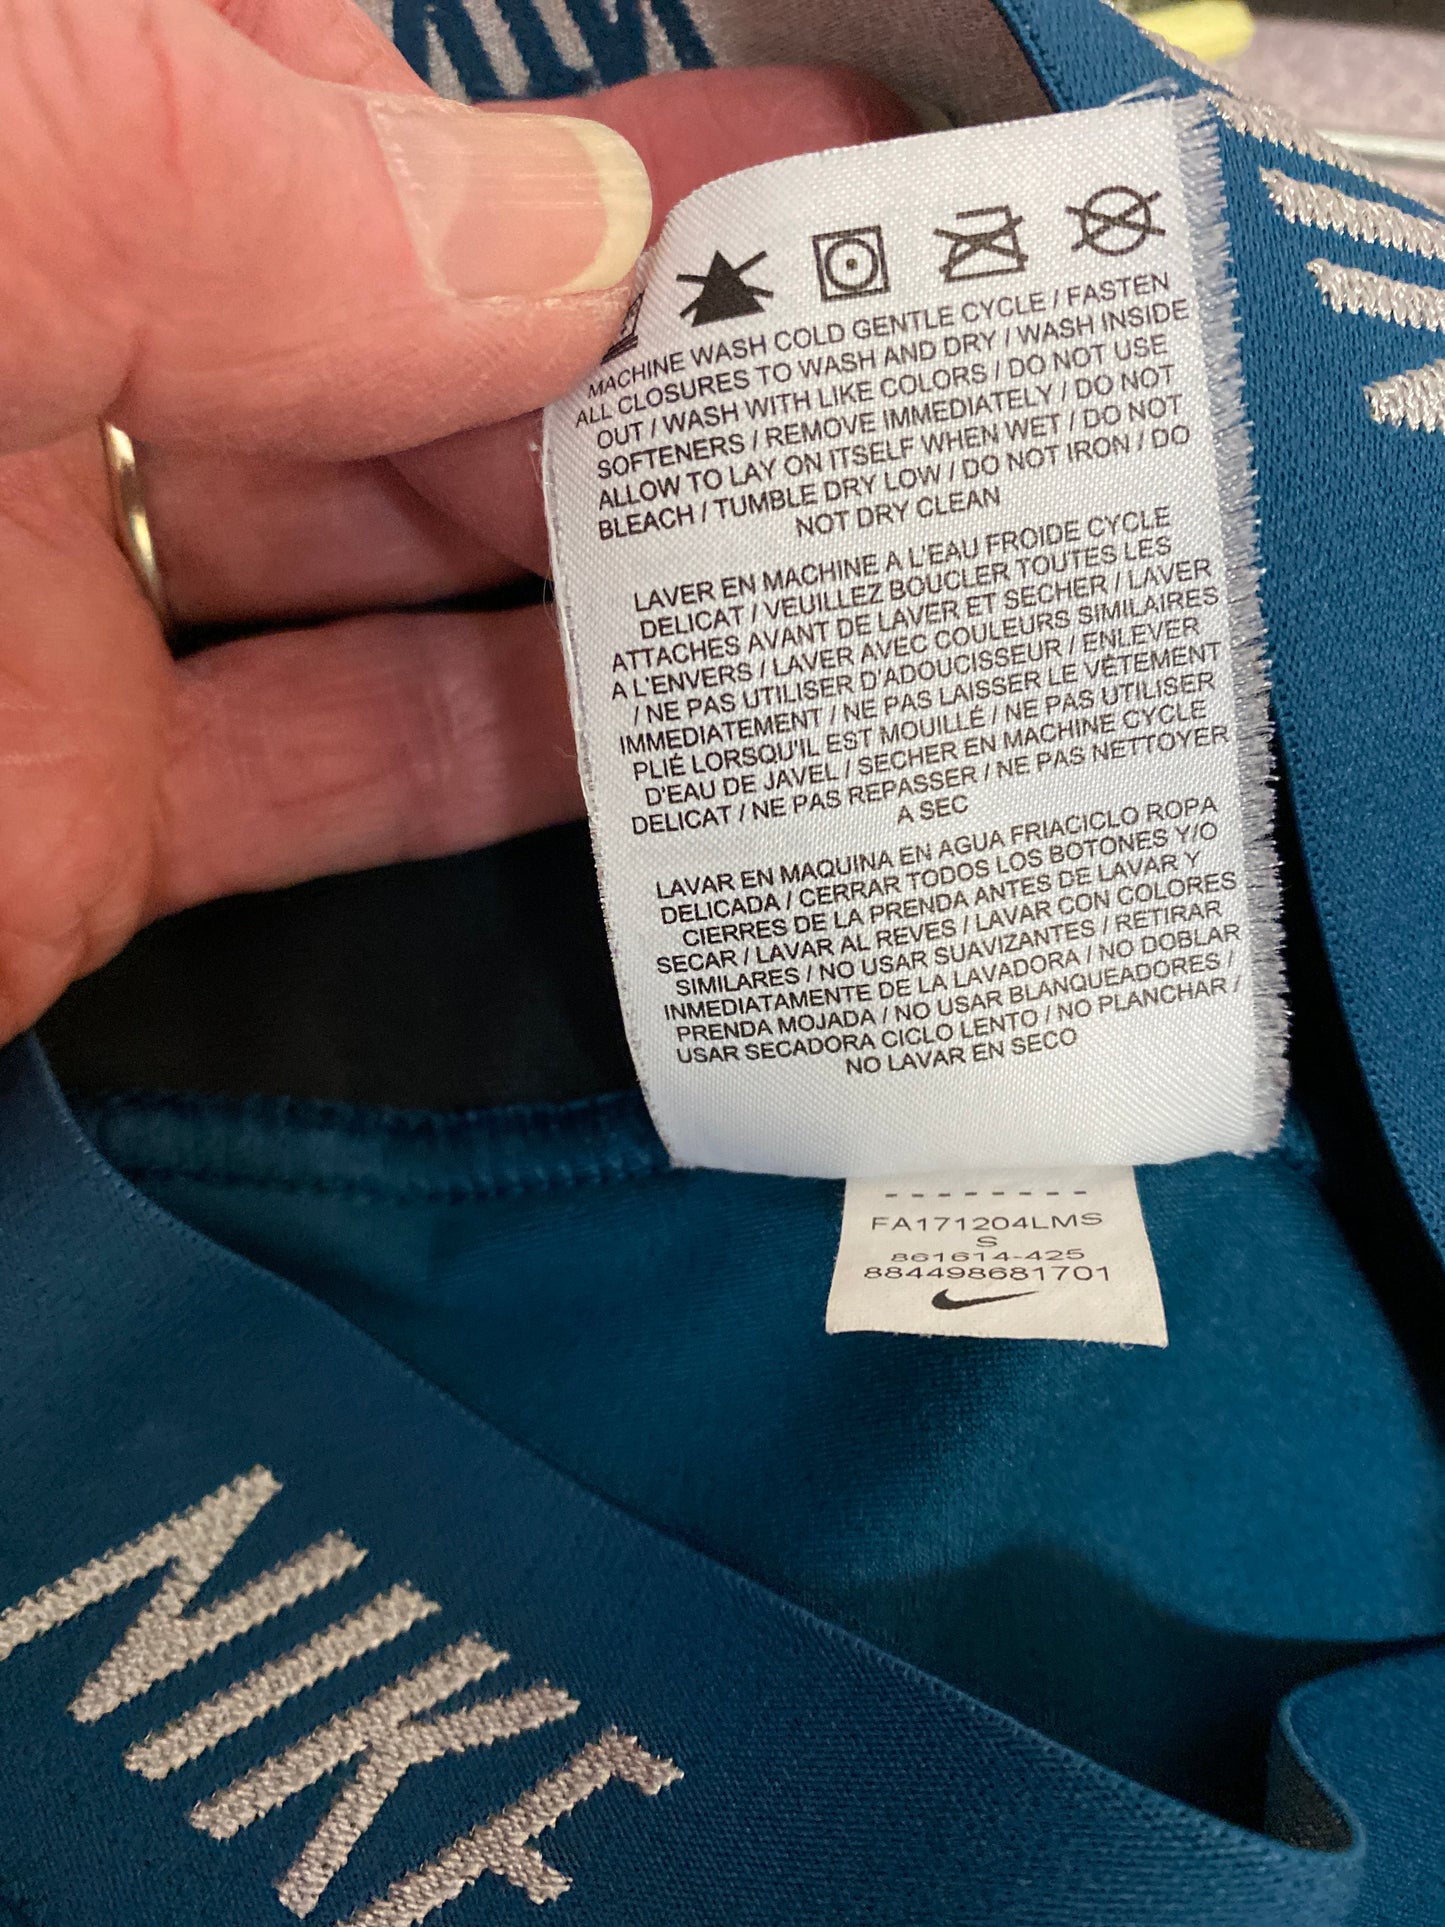 MACHINE WASH COLD GENTLE CYCLE / FASTEN
ALL CLOSURES TO WASH AND DRY / WASH INSIDE
OUT / WASH WITH LIKE COLORS / DO NOT USE
SOFTENERS / REMOVE IMMEDIATELY / DO NOT
ALLOW TO LAY ON ITSELF WHEN WET / DO NOT
BLEACH / TUMBLE DRY LOW / DO NOT IRON / DO
NOT DRY CLEAN
LAVER EN MACHINE A L'EAU FROIDE CYCLE
DELICAT / VEUILLEZ BOUCLER TOUTES LES
ATTACHES AVANT DE LAVER ET SECHER / LAVER
A L'ENVERS / LAVER AVEC COULEURS SIMILAIRES
/ NE PAS UTILISER D'ADOUCISSEUR / ENLEVER
IMMEDIATEMENT / NE PAS LAISSER LE VÊTEMENT
PLIÉ LORSQU'IL EST MOUILLÉ / NE PAS UTILISER
D'EAU DE JAVEL / SECHER EN MACHINE CYCLE
DELICAT / NE PAS REPASSER / NE PAS NETTOYER
A SEC
LAVAR EN MAQUINA EN AGUA FRIACICLO ROPA
DELICADA / CERRAR TODOS LOS BOTONES Y/O
CIERRES DE LA PRENDA ANTES DE LAVAR Y
SECAR / LAVAR AL REVES / LAVAR CON COLORES
SIMILARES / NO USAR SUAVIZANTES / RETIRAR
INMEDIATAMENTE DE LA LAVADORA / NO DOBLAR
PRENDA MOJADA / NO USAR BLANQUEADORES /
USAR SECADORA CICLO LENTO / NO PLANCHAR /
NO LAVAR EN SECO
FA171204LMS
S
861614-425
884498681701
NIKE